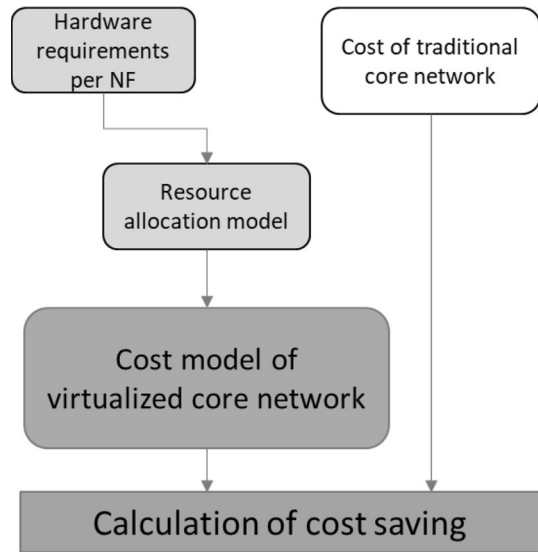 Hardware
requirements
per NF
Cost of traditional
core network
Resource
allocation model
Cost model of
virtualized core network
Calculation of cost saving